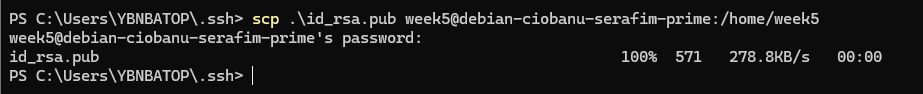 PS C:\Users\YBNBATOP\.ssh> scp .\id_rsa.pub week5@debian-ciobanu-serafim-prime:/home/week5
week5@debian-ciobanu-serafim-prime's password:
id_rsa.pub 100% 571 278.8KB/s 00:00
PS C:\Users\YBNBATOP\.ssh>